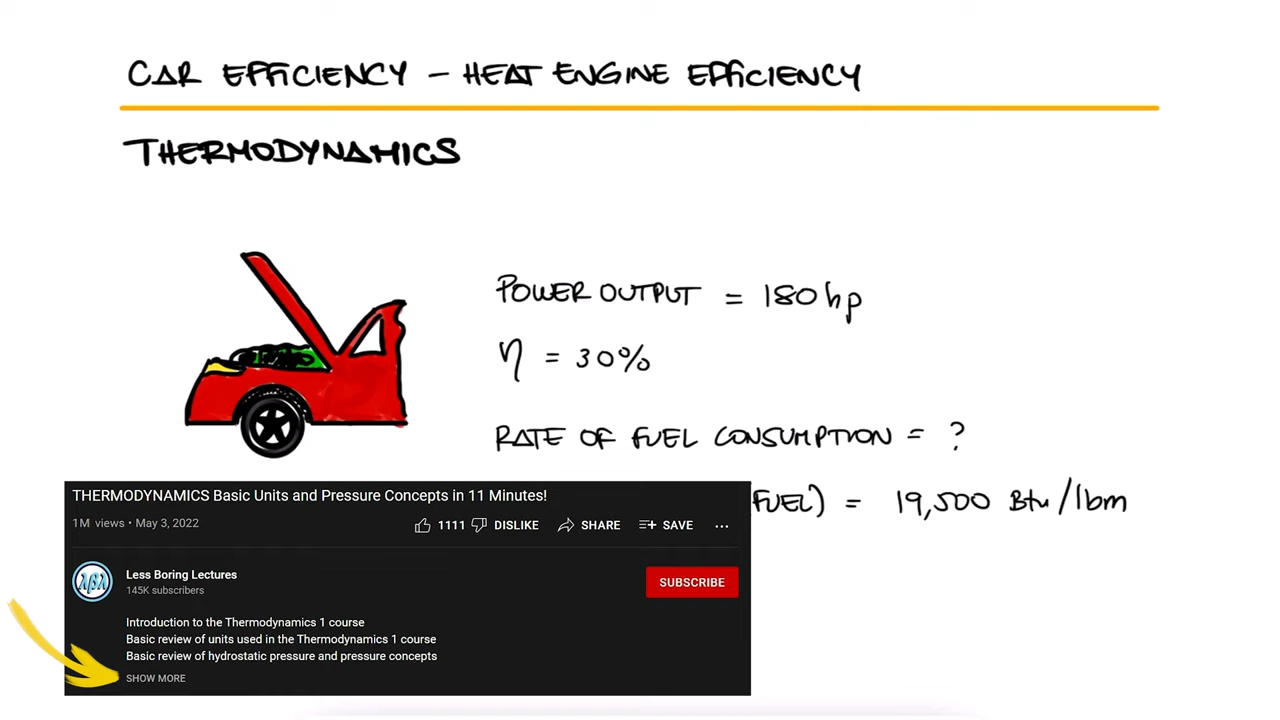 CAR EFFICIENCY – HEAT ENGINE EFFICIENCY
THERMODYNAMICS
POWER OUTPUT = 180 hp
η = 30%
RATE OF FUEL CONSUMPTION = ?
FUEL) = 19,500 Btu/lbm
THERMODYNAMICS Basic Units and Pressure Concepts in 11 Minutes!
1M views • May 3, 2022
1111 DISLIKE SHARE SAVE ...
Less Boring Lectures
145K subscribers
SUBSCRIBE
Introduction to the Thermodynamics 1 course
Basic review of units used in the Thermodynamics 1 course
Basic review of hydrostatic pressure and pressure concepts
SHOW MORE